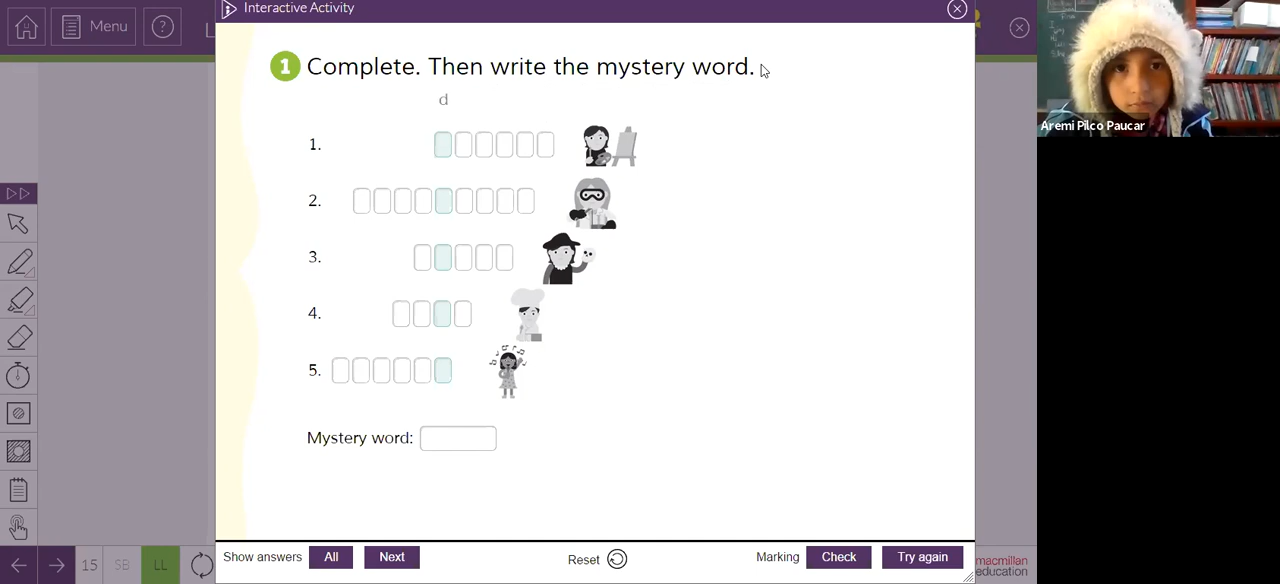 Interactive Activity
Menu
?
1 Complete. Then write the mystery word.
d
1.
2.
3.
4.
5.
Mystery word:
Show answers All Next Reset Marking Check Try again
15 SB LL
macmillan
education
Aremi Pilco Paucar